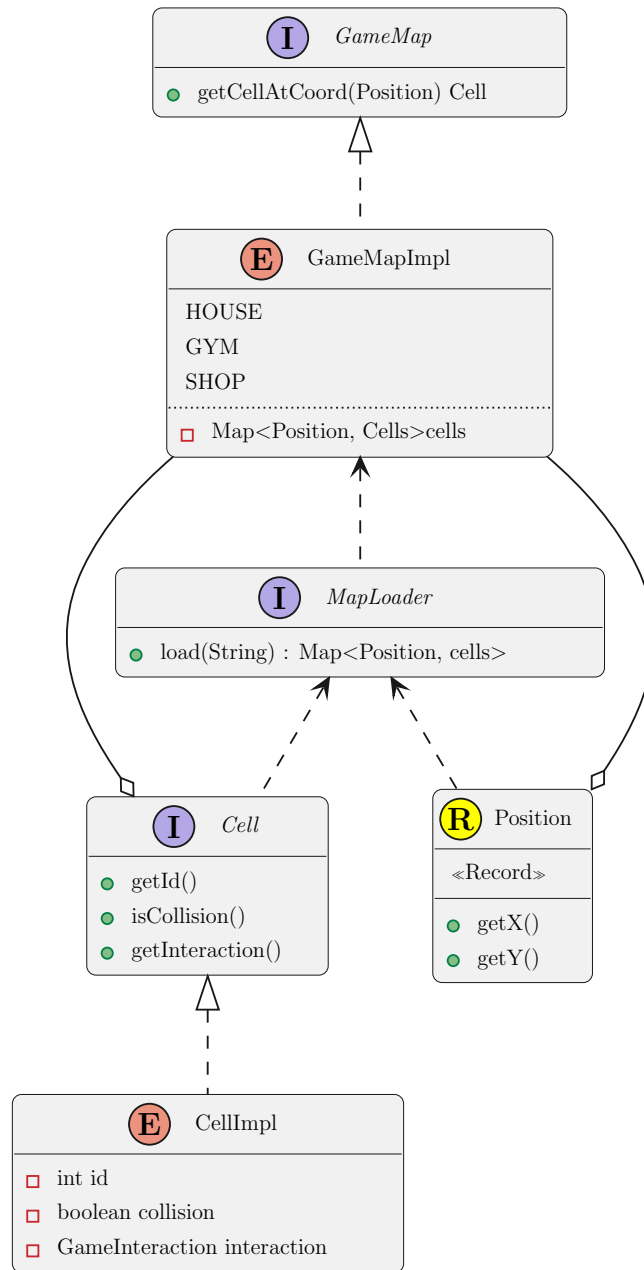 I GameMap
getCellAtCoord(Position) Cell
E GameMapImpl
HOUSE
GYM
SHOP
Map<Position, Cells>cells
I MapLoader
load(String) : Map<Position, cells>
I Cell
getId()
isCollision()
getInteraction()
R Position
«Record»
getX()
getY()
E CellImpl
int id
boolean collision
GameInteraction interaction